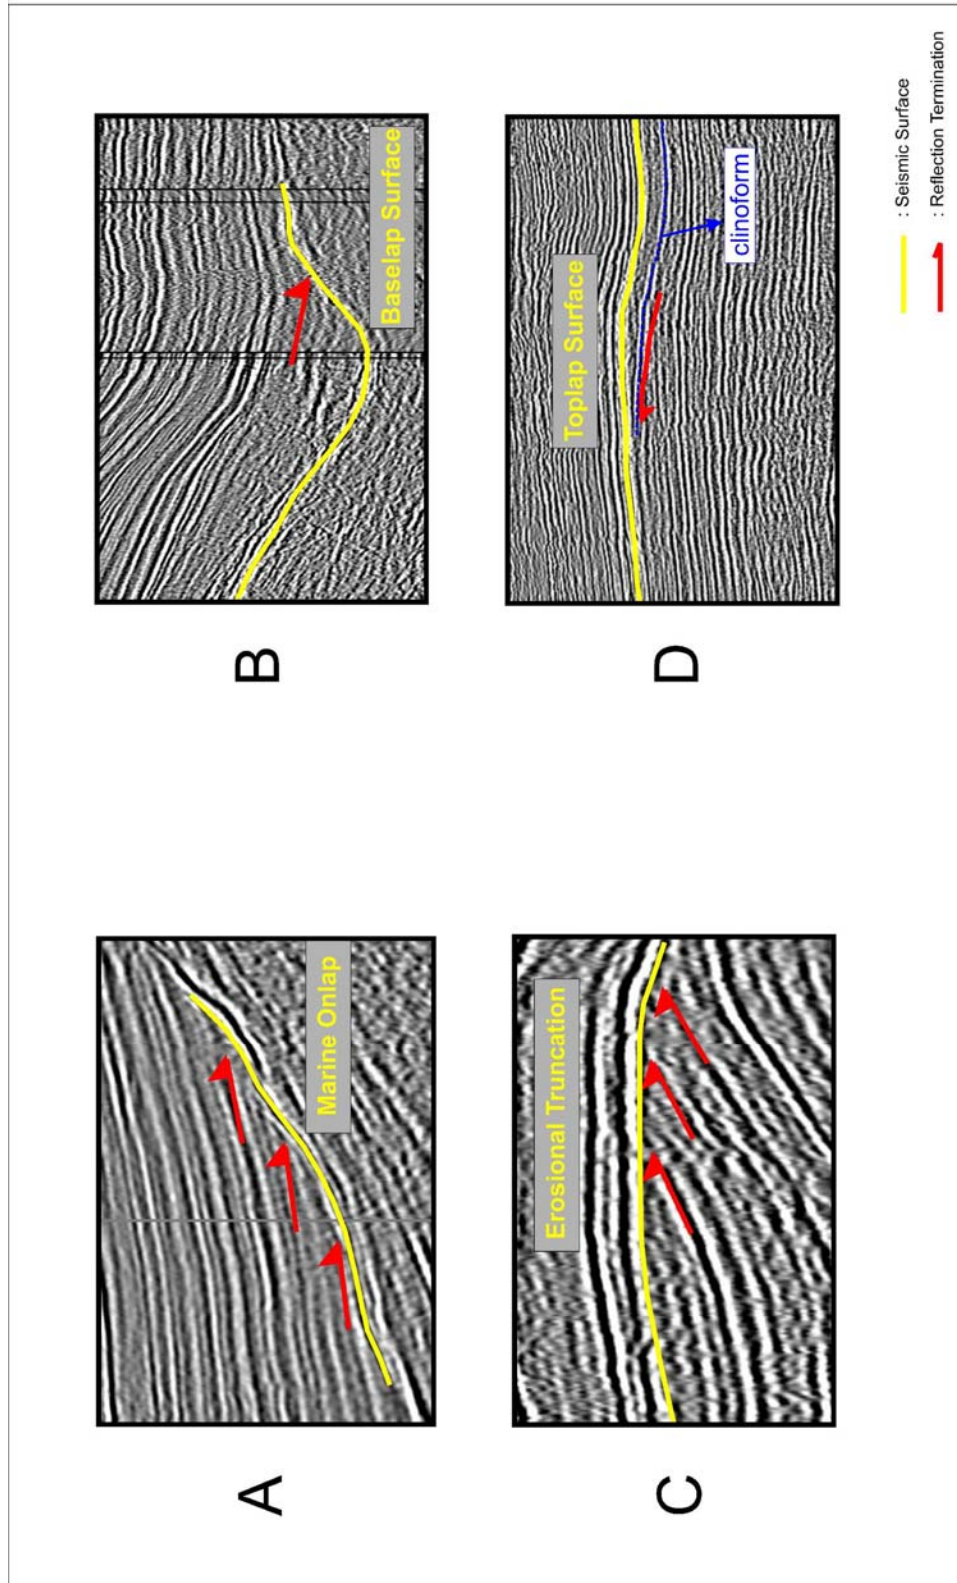 A
Marine Onlap
B
Baselap Surface
C
Erosional Truncation
D
Toplap Surface
clinoform
: Seismic Surface
: Reflection Termination